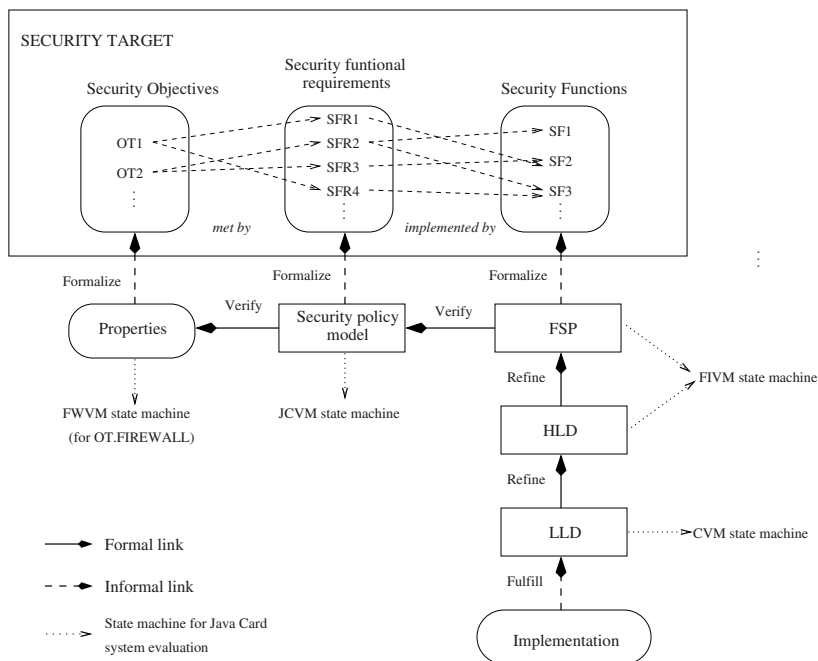 SECURITY TARGET
Security Objectives
Security funtional
requirements
Security Functions
OT1
OT2
SFR1
SFR2
SFR3
SFR4
SF1
SF2
SF3
met by
implemented by
Formalize
Formalize
Formalize
Properties
Verify
Security policy
model
Verify
FSP
FWVM state machine
(for OT.FIREWALL)
JCVM state machine
Refine
FIVM state machine
HLD
Refine
LLD
CVM state machine
Fulfill
Implementation
Formal link
Informal link
State machine for Java Card
system evaluation